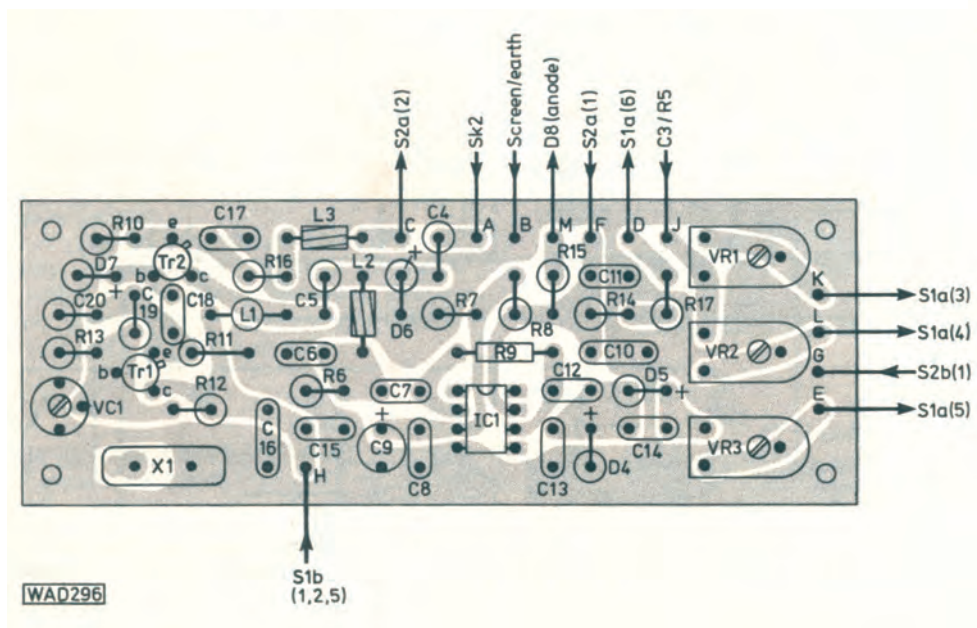 S2a(2)
Sk2
Screen/earth
D8 (anode)
S2a(1)
S1a(6)
C3/R5
R10
e
C17
L3
C
C4
A
B
M
F
D
J
D7
Tr2
b
c
R16
L2
+
R15
C11
VR1
K
S1a(3)
C20
+
C
19
C18
L1
C5
D6
R7
R8
R14
R17
L
S1a(4)
R13
e
R11
C6
R9
C10
VR2
G
S2b(1)
b
Tr1
c
R12
R6
C7
IC1
C12
D5
+
E
S1a(5)
VC1
C
16
C15
+
C9
C8
C13
+
D4
C14
VR3
X1
H
S1b
(1,2,5)
WAD296